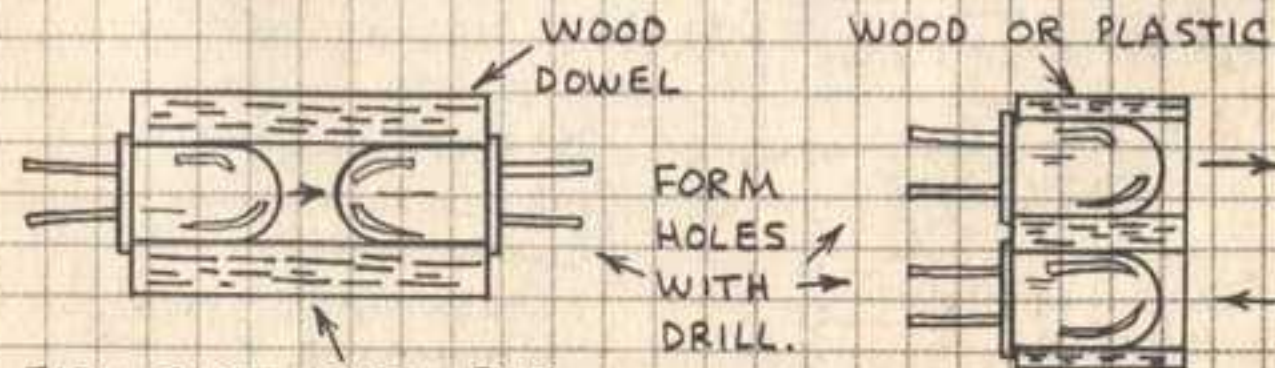 WOOD
DOWEL
WOOD OR PLASTIC
FORM
HOLES
WITH
DRILL.